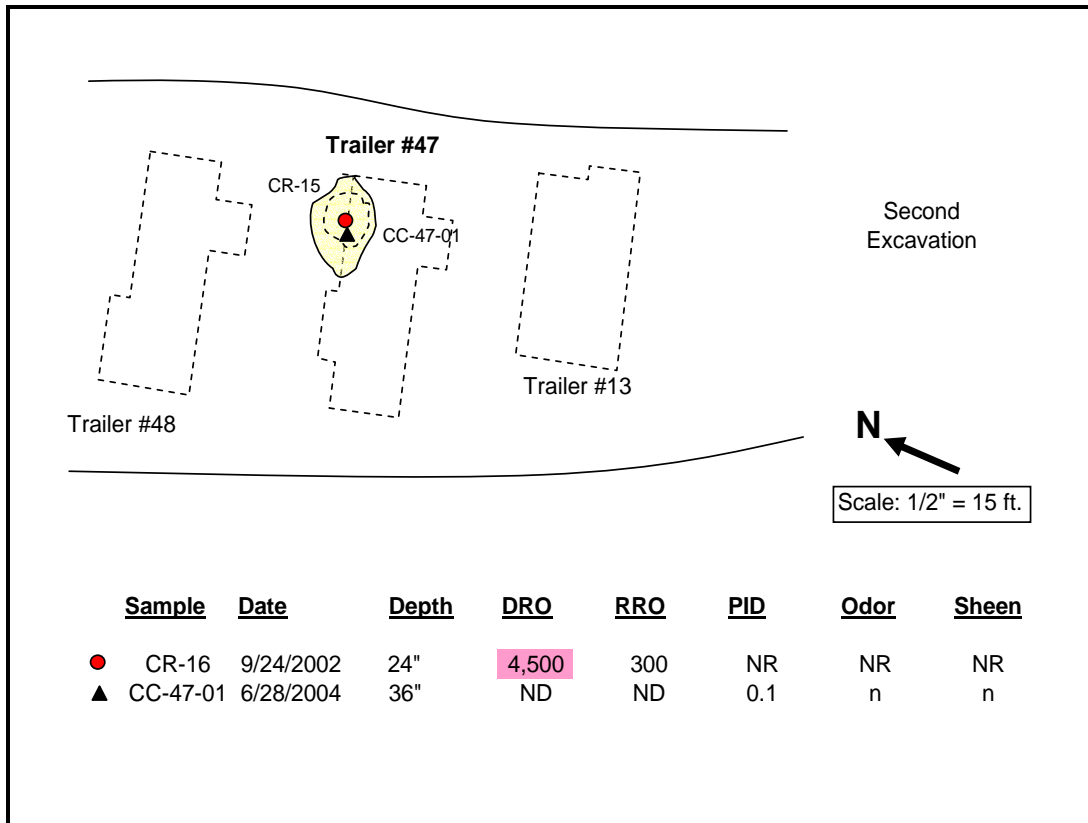 Trailer #47
CR-15
CC-47-01
Second
Excavation
Trailer #13
Trailer #48
N
Scale: 1/2" = 15 ft.
Sample Date Depth DRO RRO PID Odor Sheen
CR-16 9/24/2002 24" 4,500 300 NR NR NR
CC-47-01 6/28/2004 36" ND ND 0.1 n n